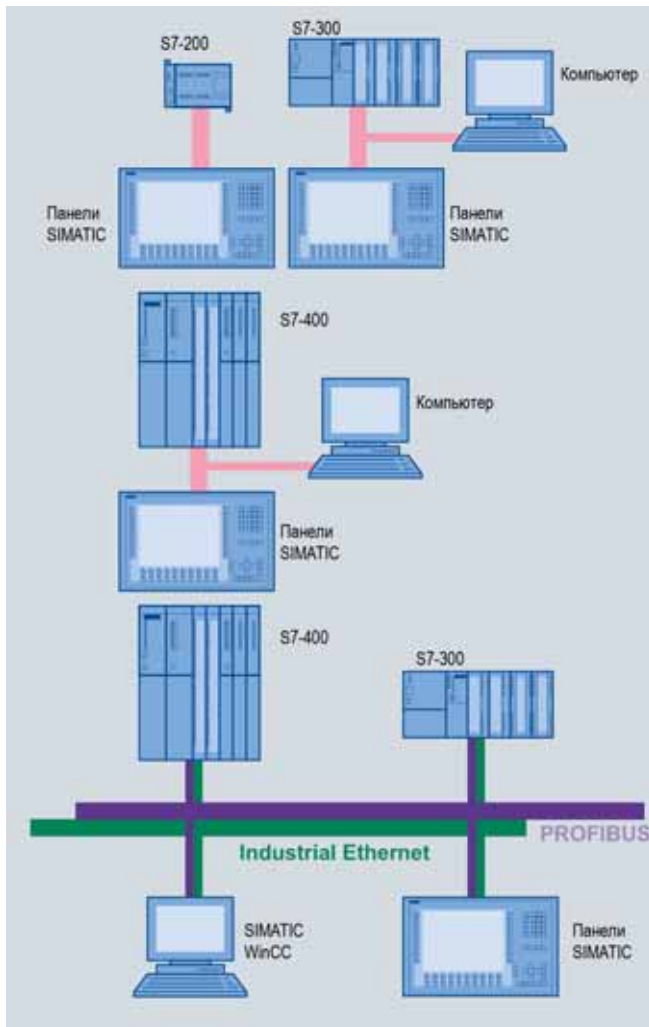 S7-200
S7-300
Компьютер
Панели
SIMATIC
Панели
SIMATIC
S7-400
Компьютер
Панели
SIMATIC
S7-400
S7-300
PROFIBUS
Industrial Ethernet
SIMATIC
WinCC
Панели
SIMATIC